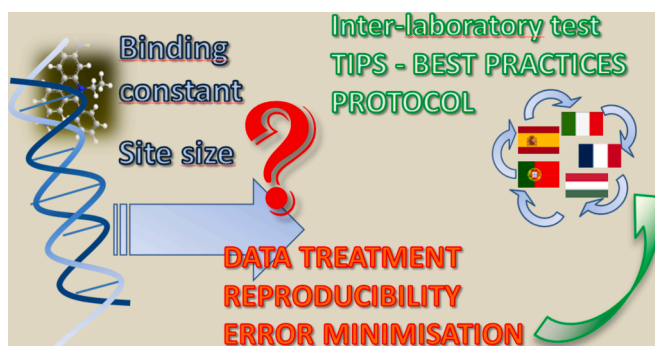 Binding
constant
Site size
?
Inter-laboratory test
TIPS - BEST PRACTICES
PROTOCOL
DATA TREATMENT
REPRODUCIBILITY
ERROR MINIMISATION